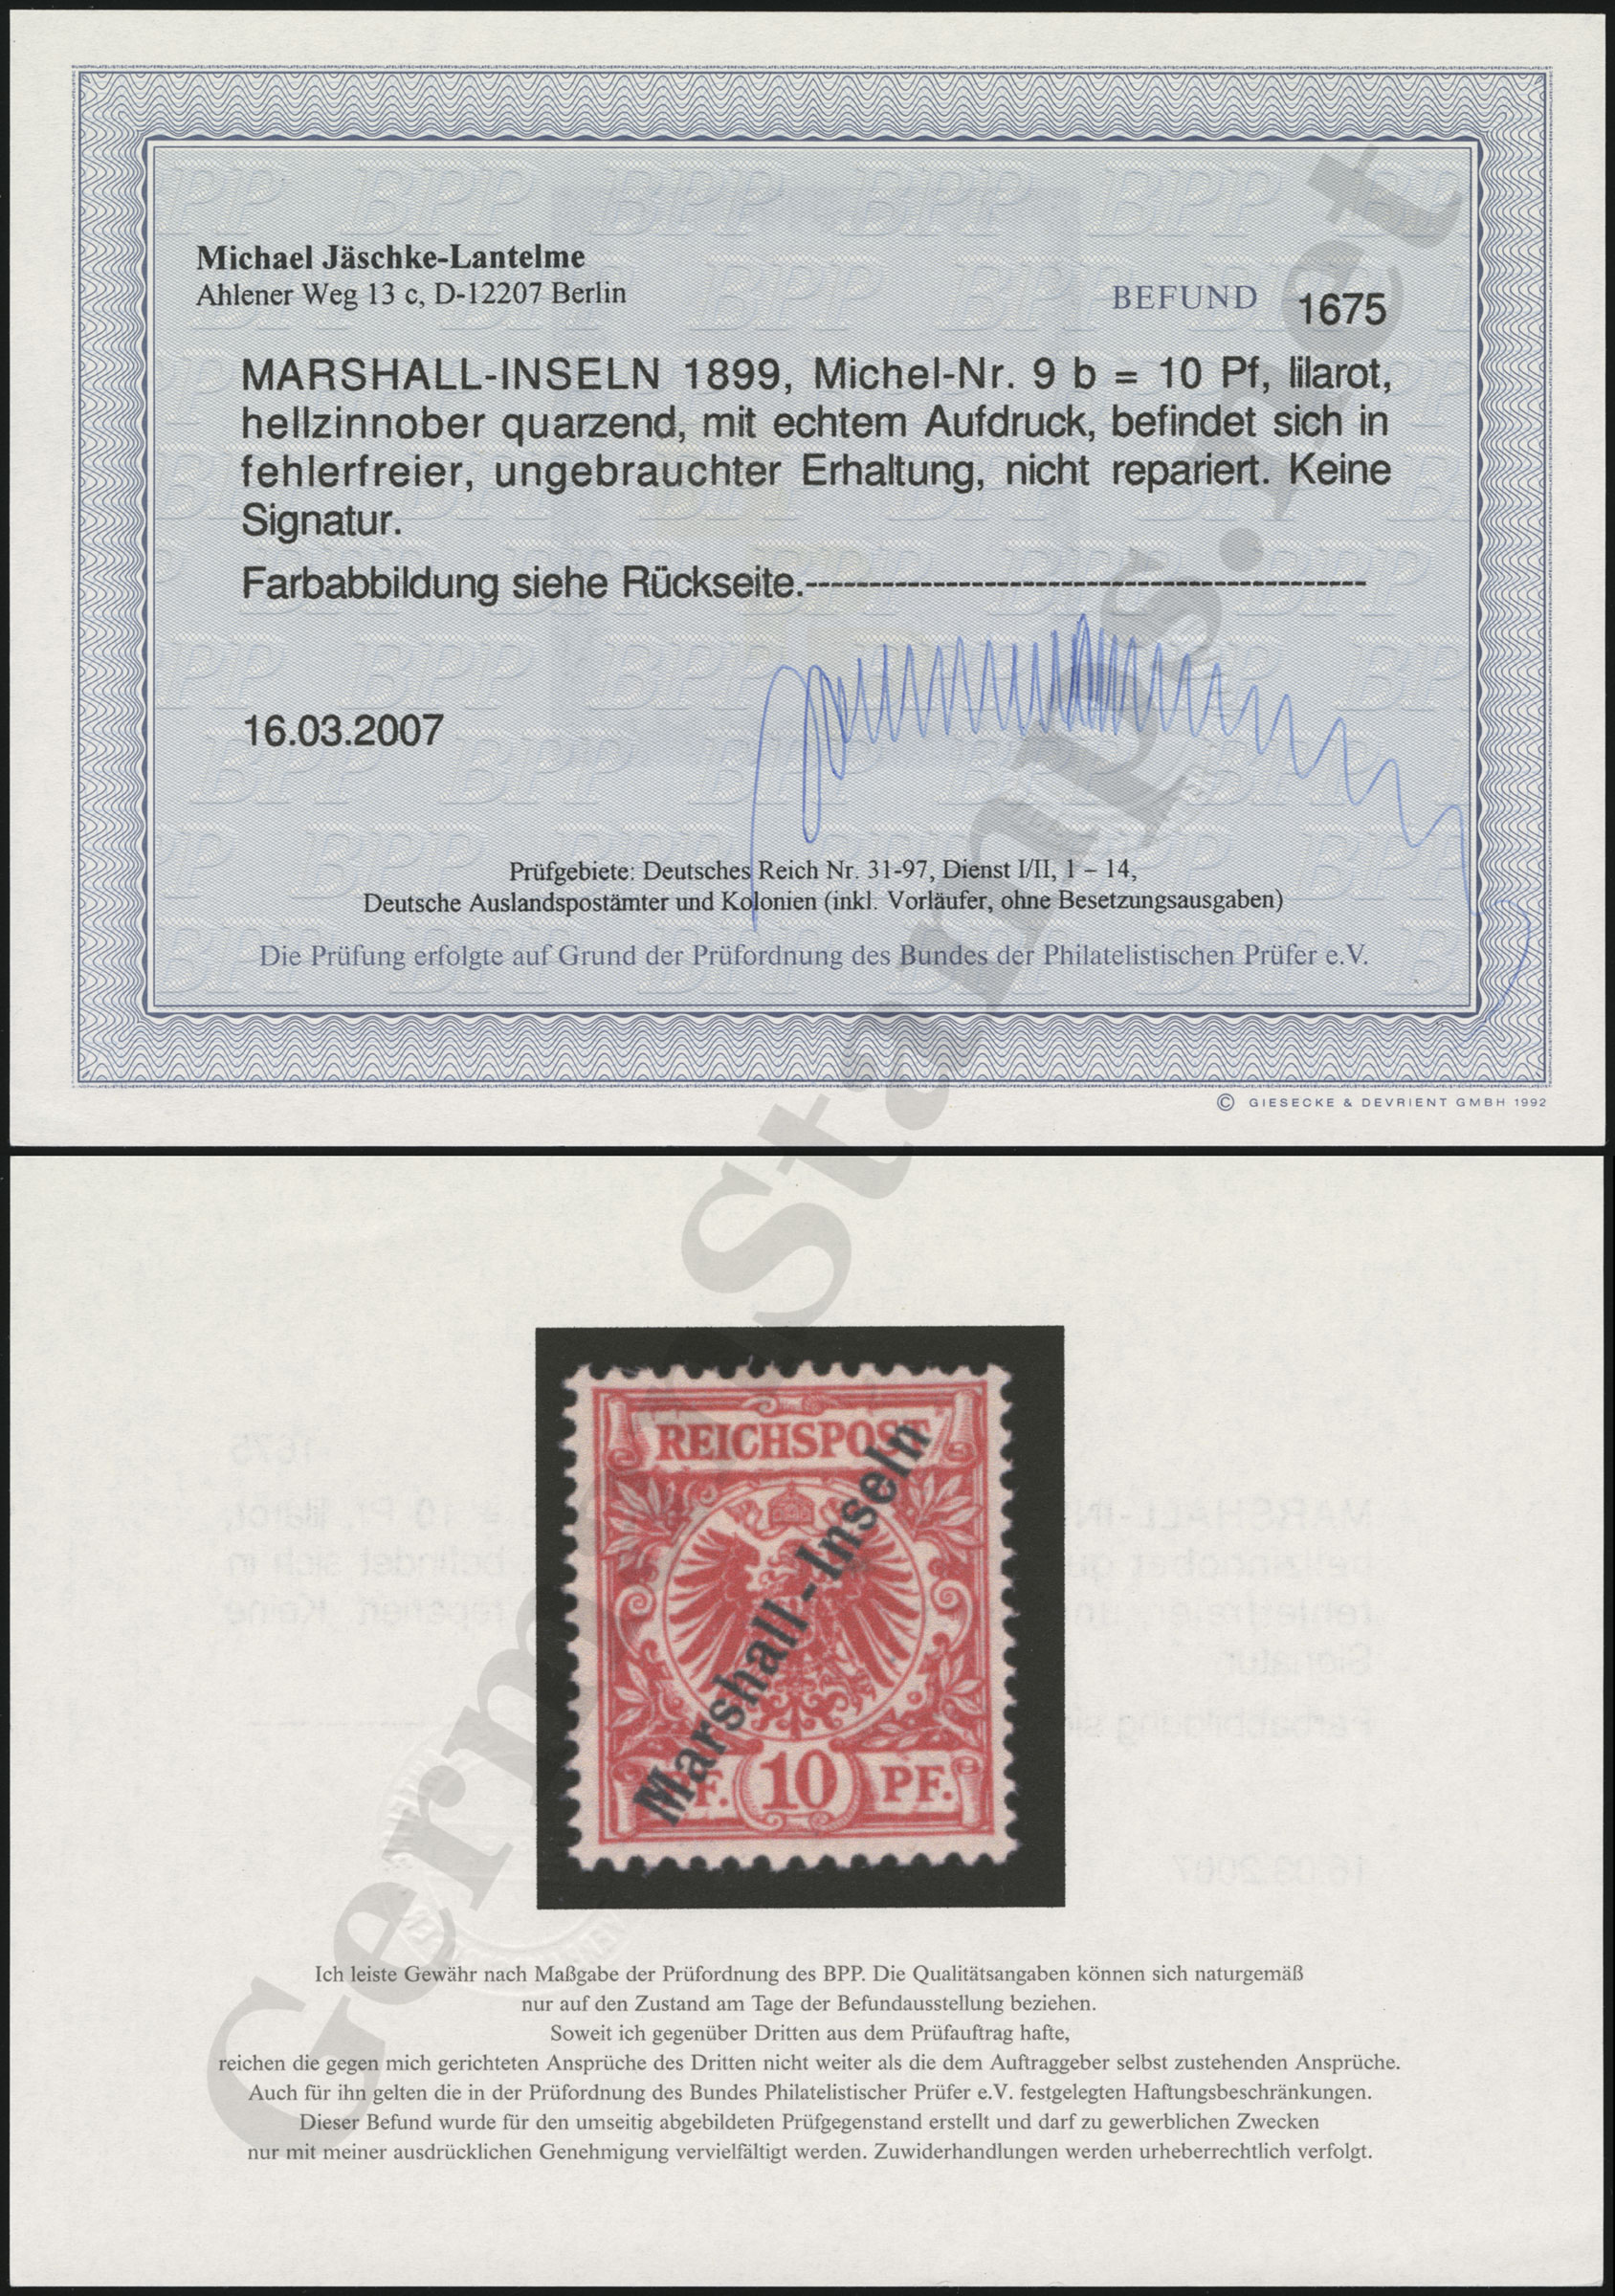 Michael Jäschke-Lantelme
Ahlener Weg 13 c, D-12207 Berlin
BEFUND 1675
MARSHALL-INSELN 1899, Michel-Nr. 9 b = 10 Pf, lilarot,
hellzinnober quarzend, mit echtem Aufdruck, befindet sich in
fehlerfreier, ungebrauchter Erhaltung, nicht repariert. Keine
Signatur.
Farbabbildung siehe Rückseite.--------------------------------------------
16.03.2007
Prüfgebiete: Deutsches Reich Nr. 31-97, Dienst I/II, 1 – 14,
Deutsche Auslandspostämter und Kolonien (inkl. Vorläufer, ohne Besetzungsausgaben)
Die Prüfung erfolgte auf Grund der Prüfordnung des Bundes der Philatelistischen Prüfer e.V.
© GIESECKE & DEVRIENT GMBH 1992
REICHSPOST
Marshall-Inseln
PF. 10 PF.
Ich leiste Gewähr nach Maßgabe der Prüfordnung des BPP. Die Qualitätsangaben können sich naturgemäß
nur auf den Zustand am Tage der Befundausstellung beziehen.
Soweit ich gegenüber Dritten aus dem Prüfauftrag hafte,
reichen die gegen mich gerichteten Ansprüche des Dritten nicht weiter als die dem Auftraggeber selbst zustehenden Ansprüche.
Auch für ihn gelten die in der Prüfordnung des Bundes Philatelistischer Prüfer e.V. festgelegten Haftungsbeschränkungen.
Dieser Befund wurde für den umseitig abgebildeten Prüfgegenstand erstellt und darf zu gewerblichen Zwecken
nur mit meiner ausdrücklichen Genehmigung vervielfältigt werden. Zuwiderhandlungen werden urheberrechtlich verfolgt.
GermanStamps.net